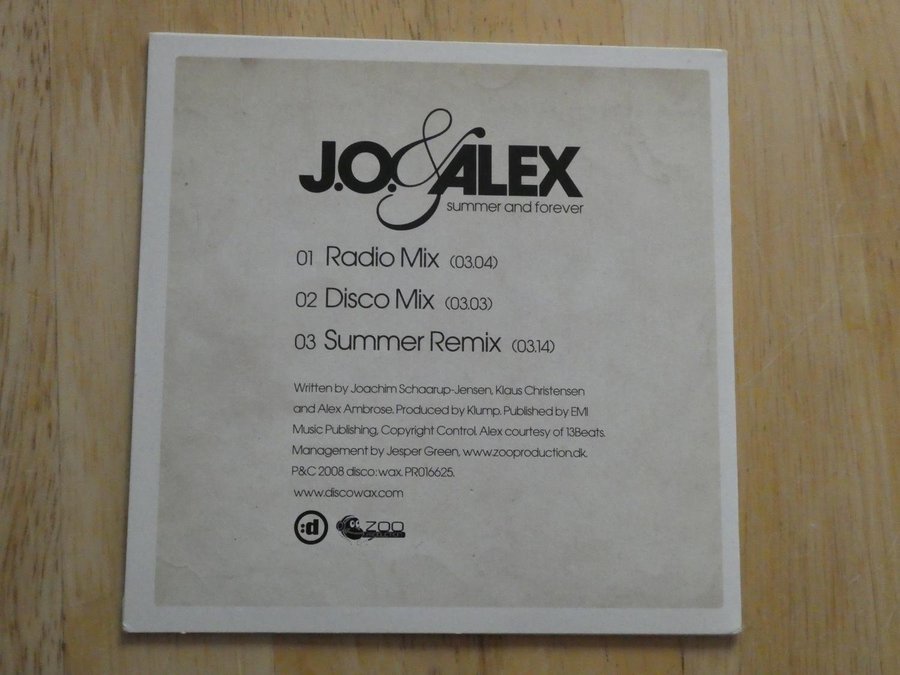 J.O.&ALEX
summer and forever
01 Radio Mix (03.04)
02 Disco Mix (03.03)
03 Summer Remix (03.14)
Written by Joachim Schaarup-Jensen, Klaus Christensen
and Alex Ambrose. Produced by Klump. Published by EMI
Music Publishing, Copyright Control. Alex courtesy of 13Beats.
Management by Jesper Green, www.zooproduction.dk.
P&C 2008 disco:wax. PR016625.
www.discowax.com
:d ZOO
PRODUCTION